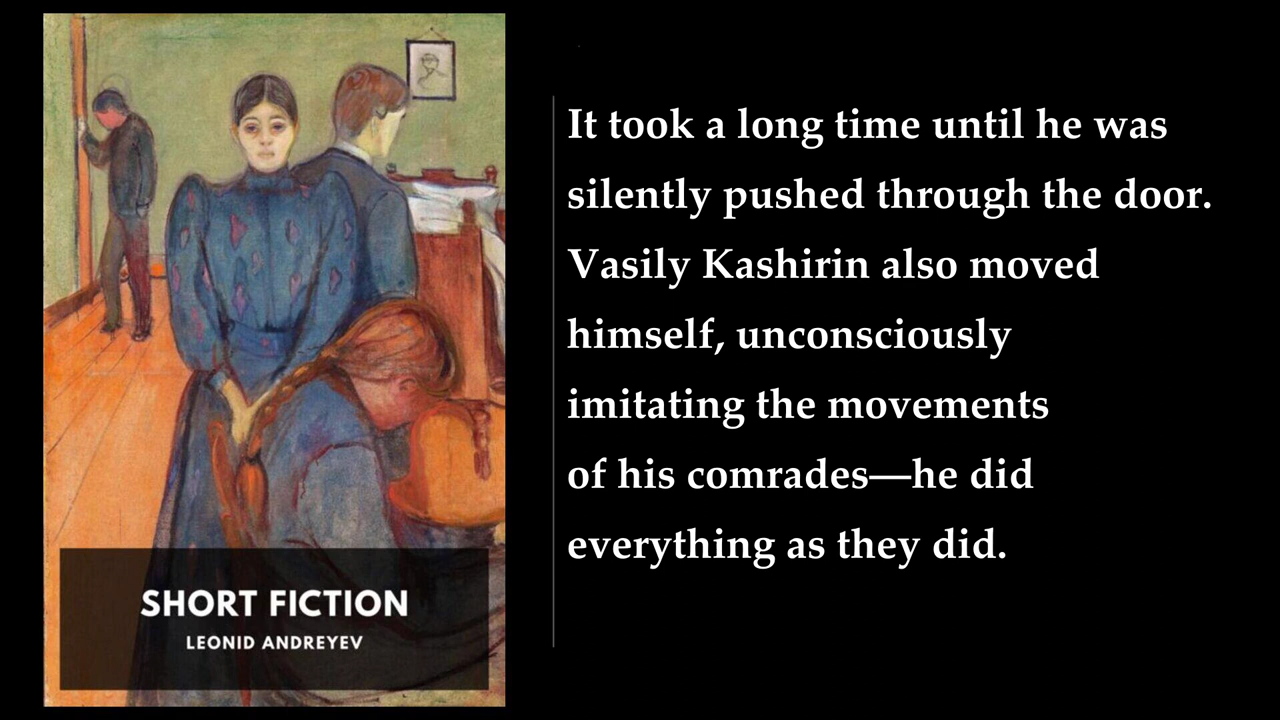 SHORT FICTION
LEONID ANDREYEV
It took a long time until he was
silently pushed through the door.
Vasily Kashirin also moved
himself, unconsciously
imitating the movements
of his comrades—he did
everything as they did.